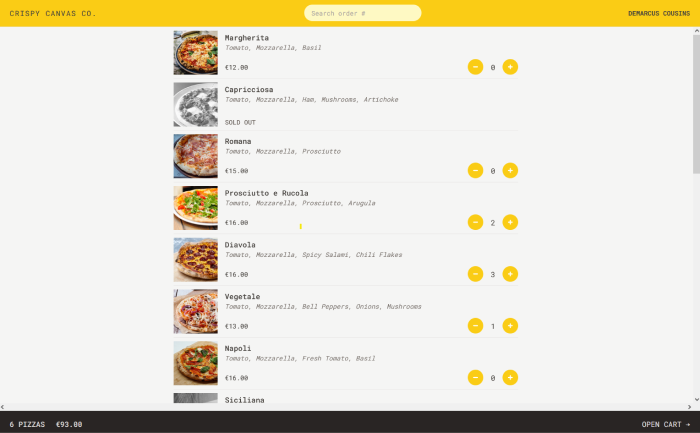 CRISPY CANVAS CO.
Search order #
DEMARCUS COUSINS
Margherita
Tomato, Mozzarella, Basil
€12.00
0
Capricciosa
Tomato, Mozzarella, Ham, Mushrooms, Artichoke
SOLD OUT
Romana
Tomato, Mozzarella, Prosciutto
€15.00
0
Prosciutto e Rucola
Tomato, Mozzarella, Prosciutto, Arugula
€16.00
2
Diavola
Tomato, Mozzarella, Spicy Salami, Chili Flakes
€16.00
3
Vegetale
Tomato, Mozzarella, Bell Peppers, Onions, Mushrooms
€13.00
1
Napoli
Tomato, Mozzarella, Fresh Tomato, Basil
€16.00
0
Siciliana
6 PIZZAS €93.00
OPEN CART →